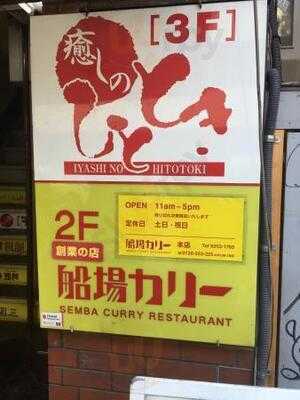 [3F]
癒しの
ひととき
IYASHI NO HITOTOKI
2F
創業の店
OPEN 11am~5pm
定休日 土日・祝日
船場カリー 本店
船場カリー
SEMBA CURRY RESTAURANT